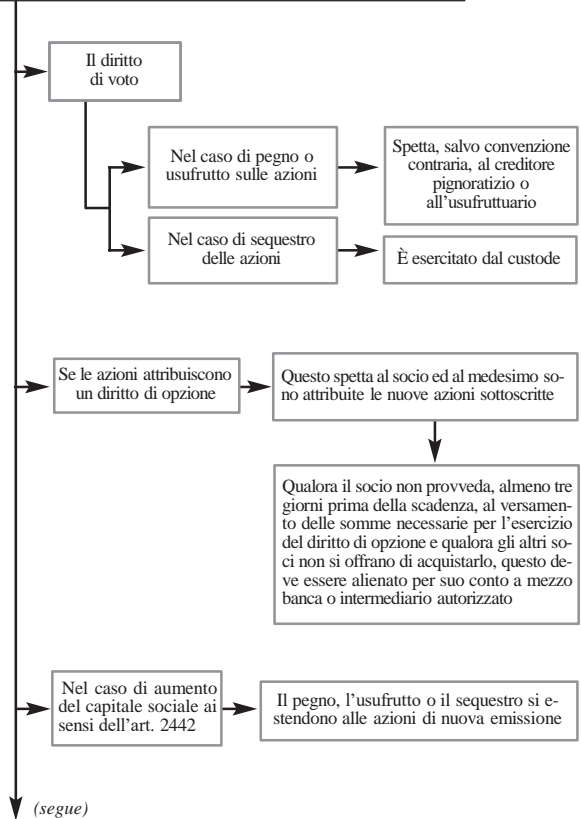 Il diritto
di voto
Nel caso di pegno o
usufrutto sulle azioni
Spetta, salvo convenzione
contraria, al creditore
pignoratizio o
all'usufruttuario
Nel caso di sequestro
delle azioni
È esercitato dal custode
Se le azioni attribuiscono
un diritto di opzione
Questo spetta al socio ed al medesimo so-
no attribuite le nuove azioni sottoscritte
Qualora il socio non provveda, almeno tre
giorni prima della scadenza, al versamen-
to delle somme necessarie per l'esercizio
del diritto di opzione e qualora gli altri so-
ci non si offrano di acquistarlo, questo de-
ve essere alienato per suo conto a mezzo
banca o intermediario autorizzato
Nel caso di aumento
del capitale sociale ai
sensi dell'art. 2442
Il pegno, l'usufrutto o il sequestro si e-
stendono alle azioni di nuova emissione
(segue)